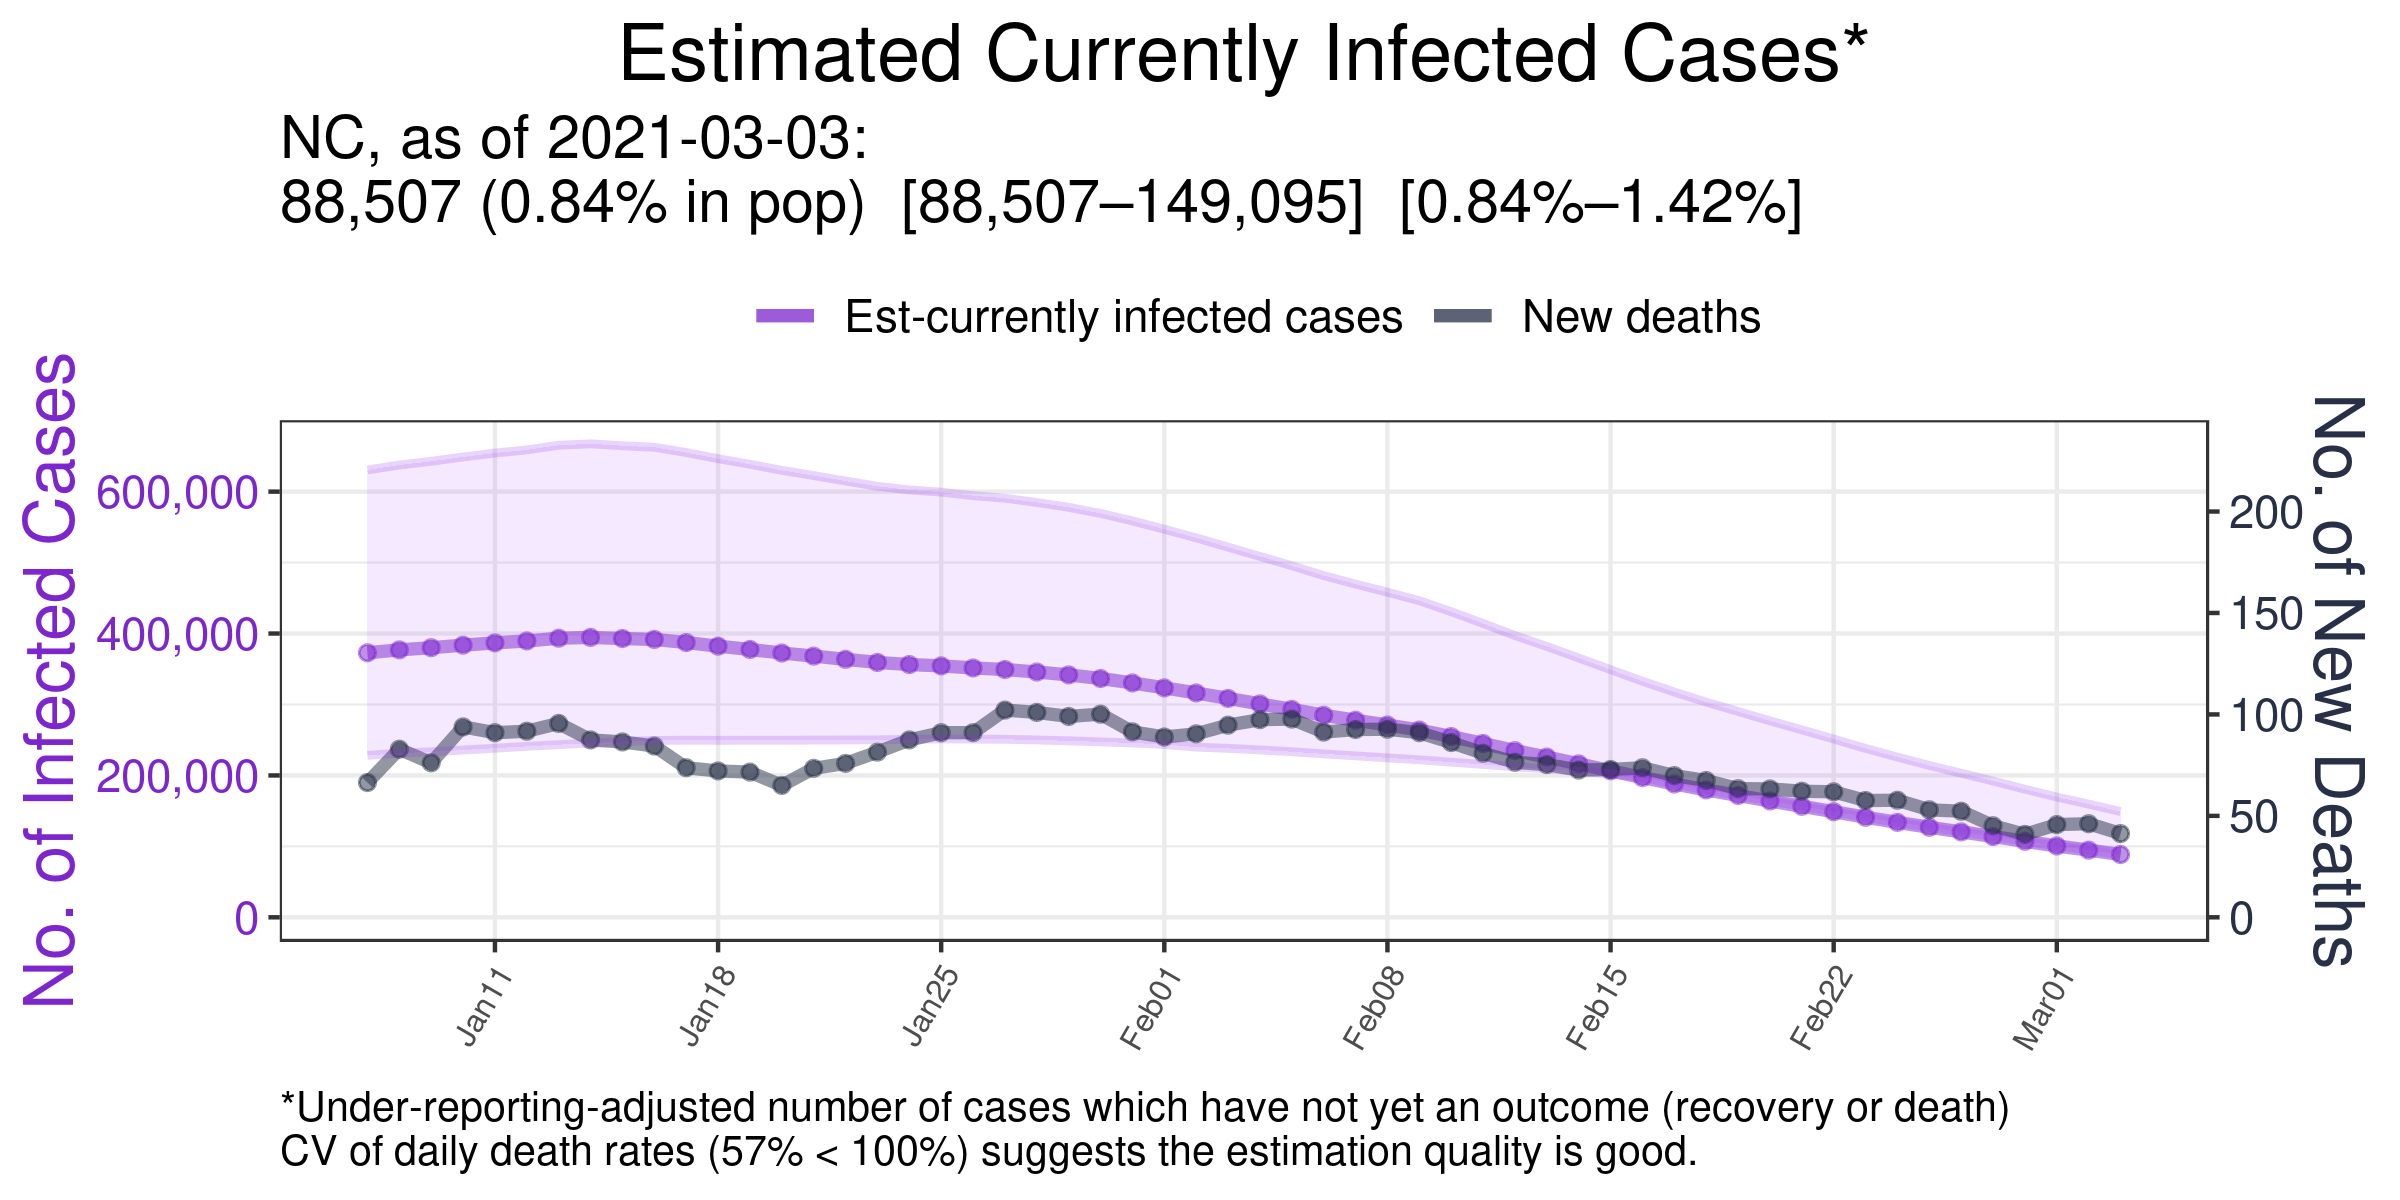 Estimated Currently Infected Cases*
NC, as of 2021-03-03:
88,507 (0.84% in pop)  [88,507–149,095]  [0.84%–1.42%]
Est-currently infected cases
New deaths
No. of Infected Cases
600,000
400,000
200,000
0
200
150
100
50
0
No. of New Deaths
Jan11
Jan18
Jan25
Feb01
Feb08
Feb15
Feb22
Mar01
*Under-reporting-adjusted number of cases which have not yet an outcome (recovery or death)
CV of daily death rates (57% < 100%) suggests the estimation quality is good.